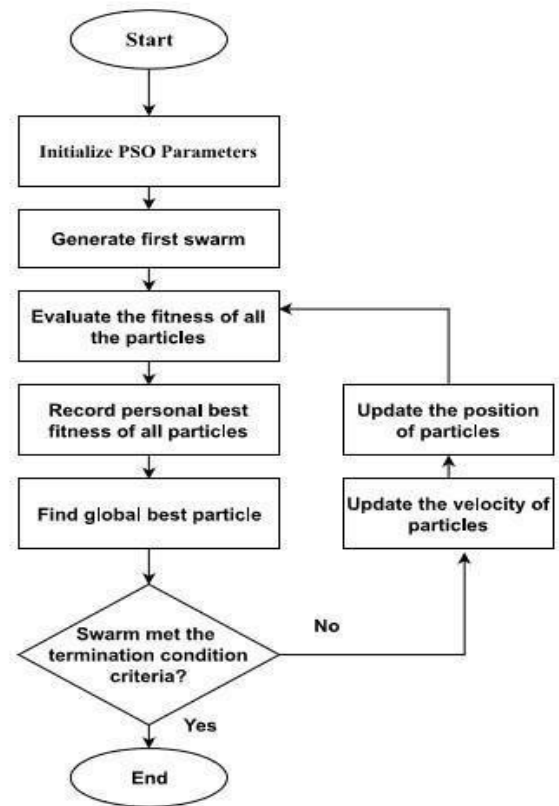 Start
Initialize PSO Parameters
Generate first swarm
Evaluate the fitness of all
the particles
Record personal best
fitness of all particles
Find global best particle
Swarm met the
termination condition
criteria?
Yes
End
No
Update the velocity of
particles
Update the position
of particles